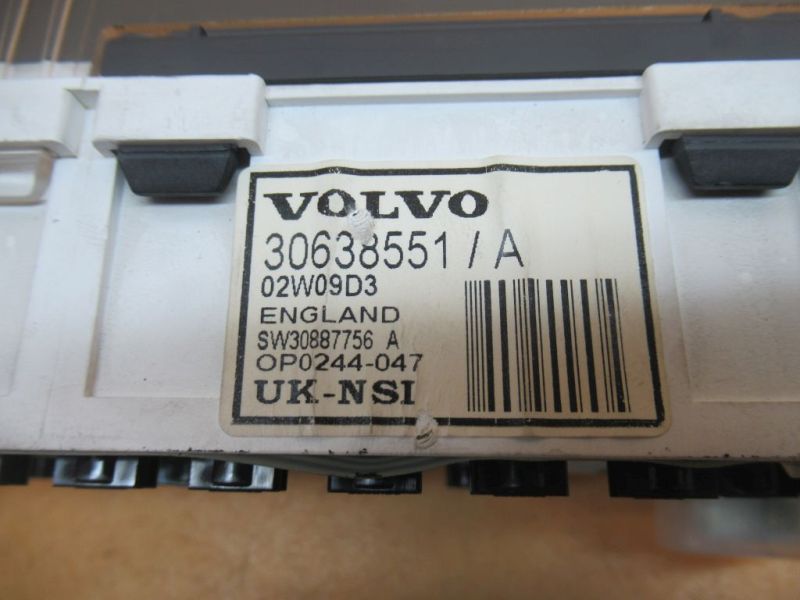 VOLVO
30638551 / A
02W09D3
ENGLAND
SW30887756 A
OP0244-047
UK-NSI